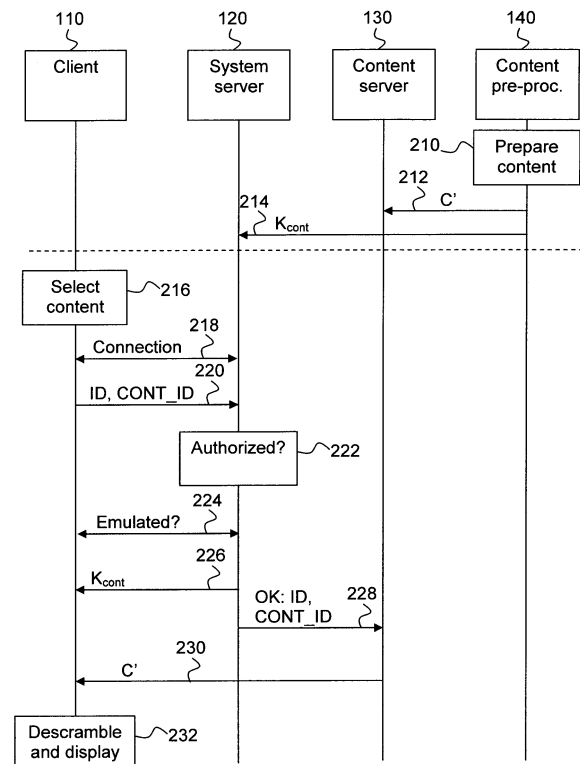 110 120 130 140
Client System server Content server Content pre-proc.
210 Prepare content
212
C'
214
Kcont
Select content 216
218
Connection
220
ID, CONT_ID
Authorized? 222
224
Emulated?
226
Kcont
OK: ID, CONT_ID 228
230
C'
Descramble and display 232